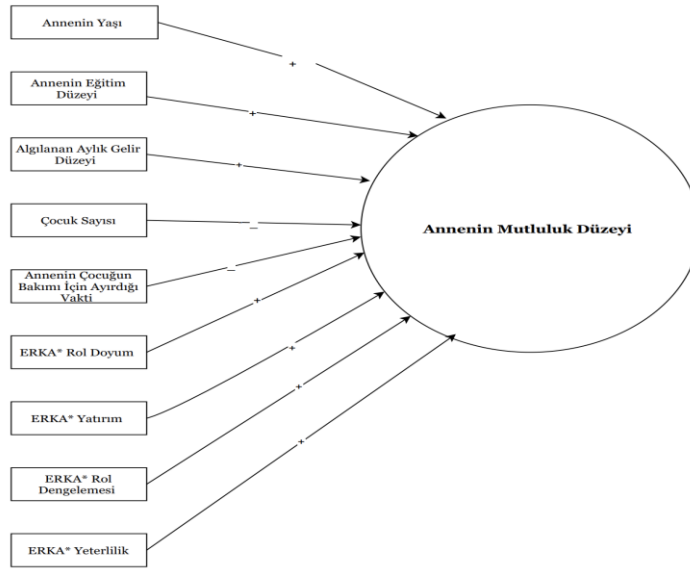 Annenin Yaşı
+
Annenin Eğitim
Düzeyi
+
Algılanan Aylık Gelir
Düzeyi
+
Çocuk Sayısı
_
Annenin Mutluluk Düzeyi
Annenin Çocuğun
Bakımı İçin Ayırdığı
Vakti
_
ERKA* Rol Doyum
+
ERKA* Yatırım
+
ERKA* Rol
Dengelemesi
+
ERKA* Yeterlilik
+